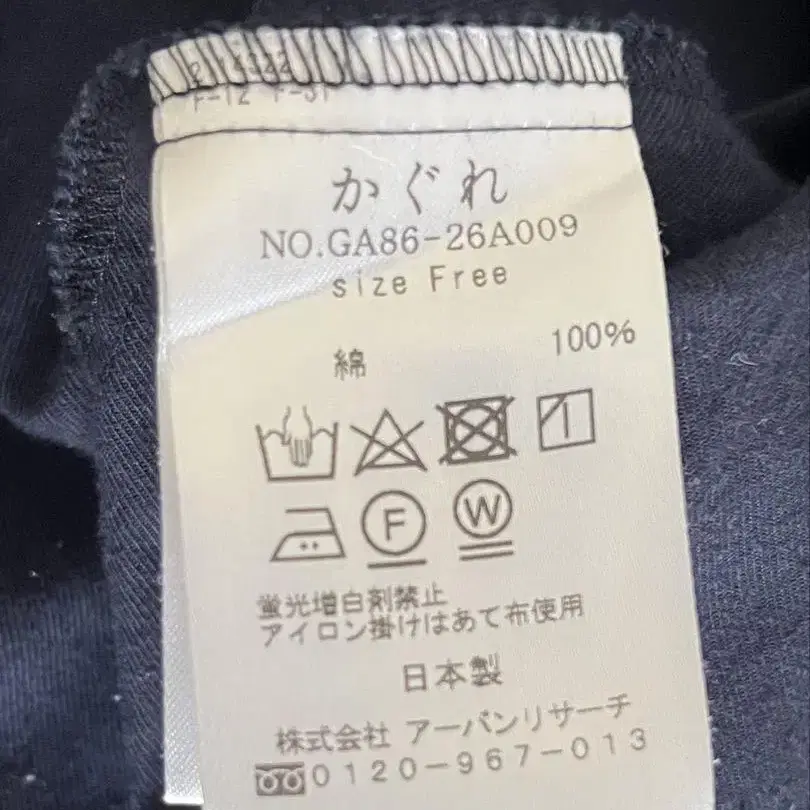 かぐれ
NO.GA86-26A009
size Free
綿 100%
F
W
蛍光増白剤禁止
アイロン掛けはあて布使用
日本製
株式会社 アーバンリサーチ
0120-967-013